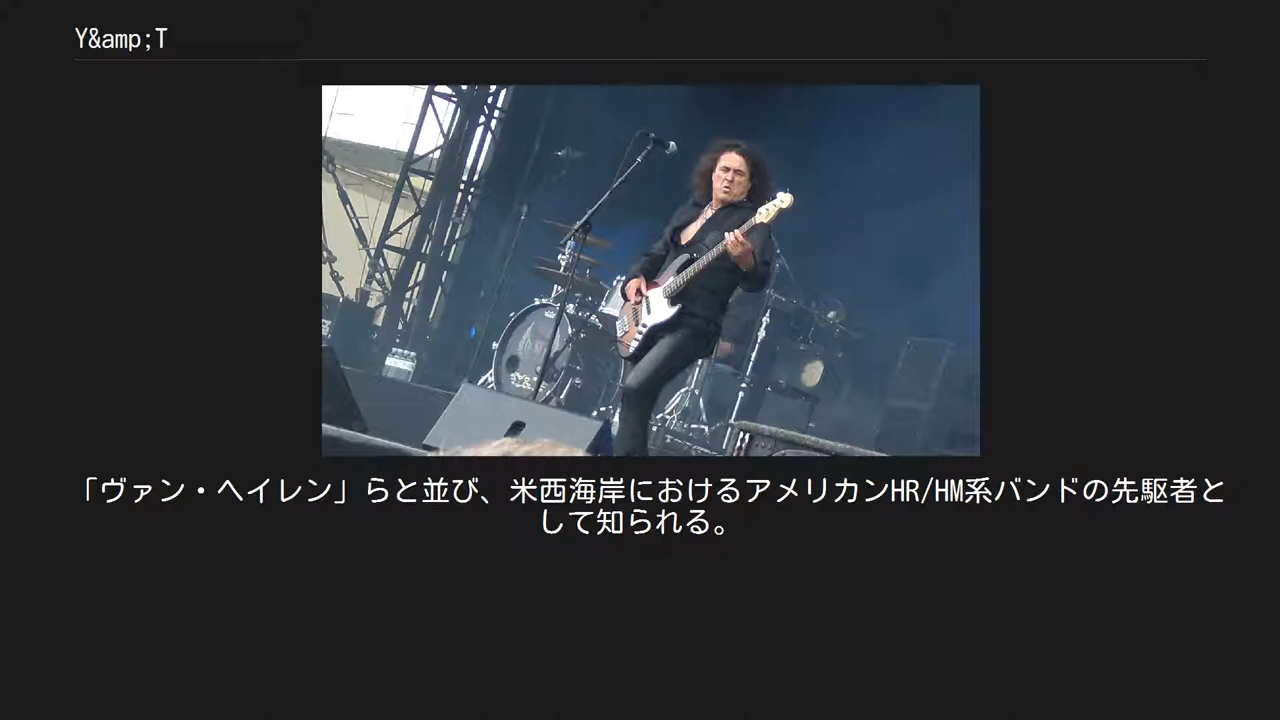 Y&amp;T
「ヴァン・ヘイレン」らと並び、米西海岸におけるアメリカンHR/HM系バンドの先駆者と
して知られる。